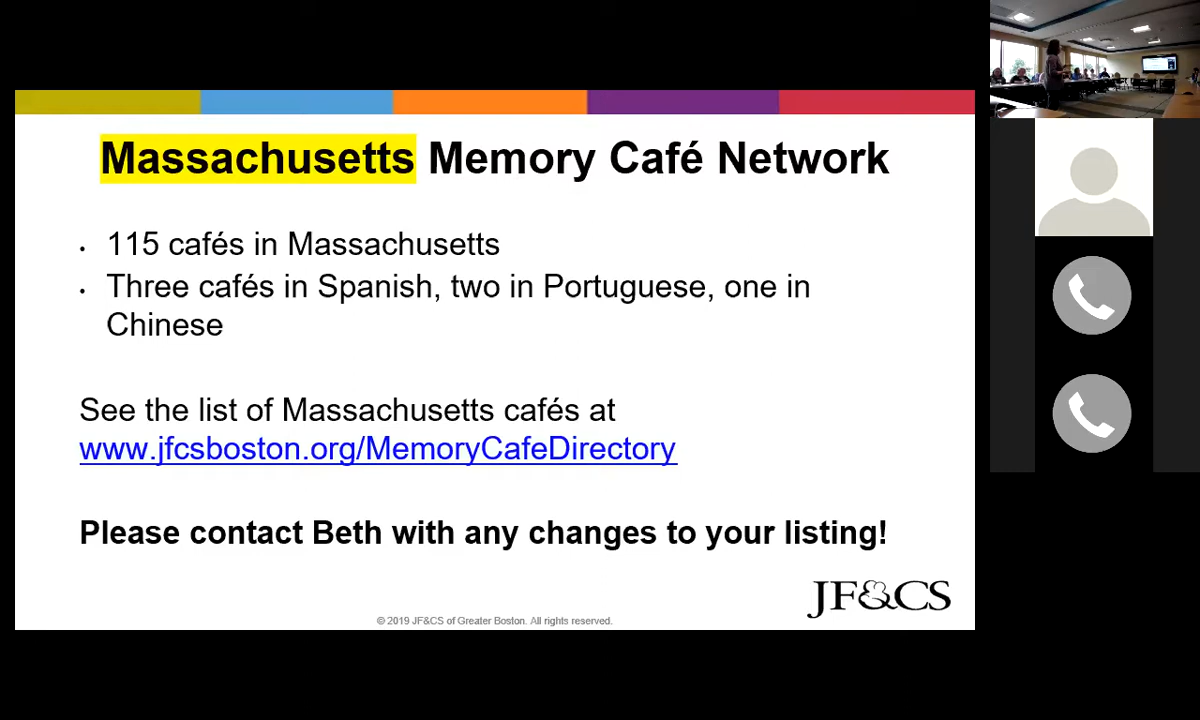 Massachusetts Memory Café Network
• 115 cafés in Massachusetts
• Three cafés in Spanish, two in Portuguese, one in
Chinese
See the list of Massachusetts cafés at
www.jfcsboston.org/MemoryCafeDirectory
Please contact Beth with any changes to your listing!
JF&CS
© 2019 JF&CS of Greater Boston. All rights reserved.